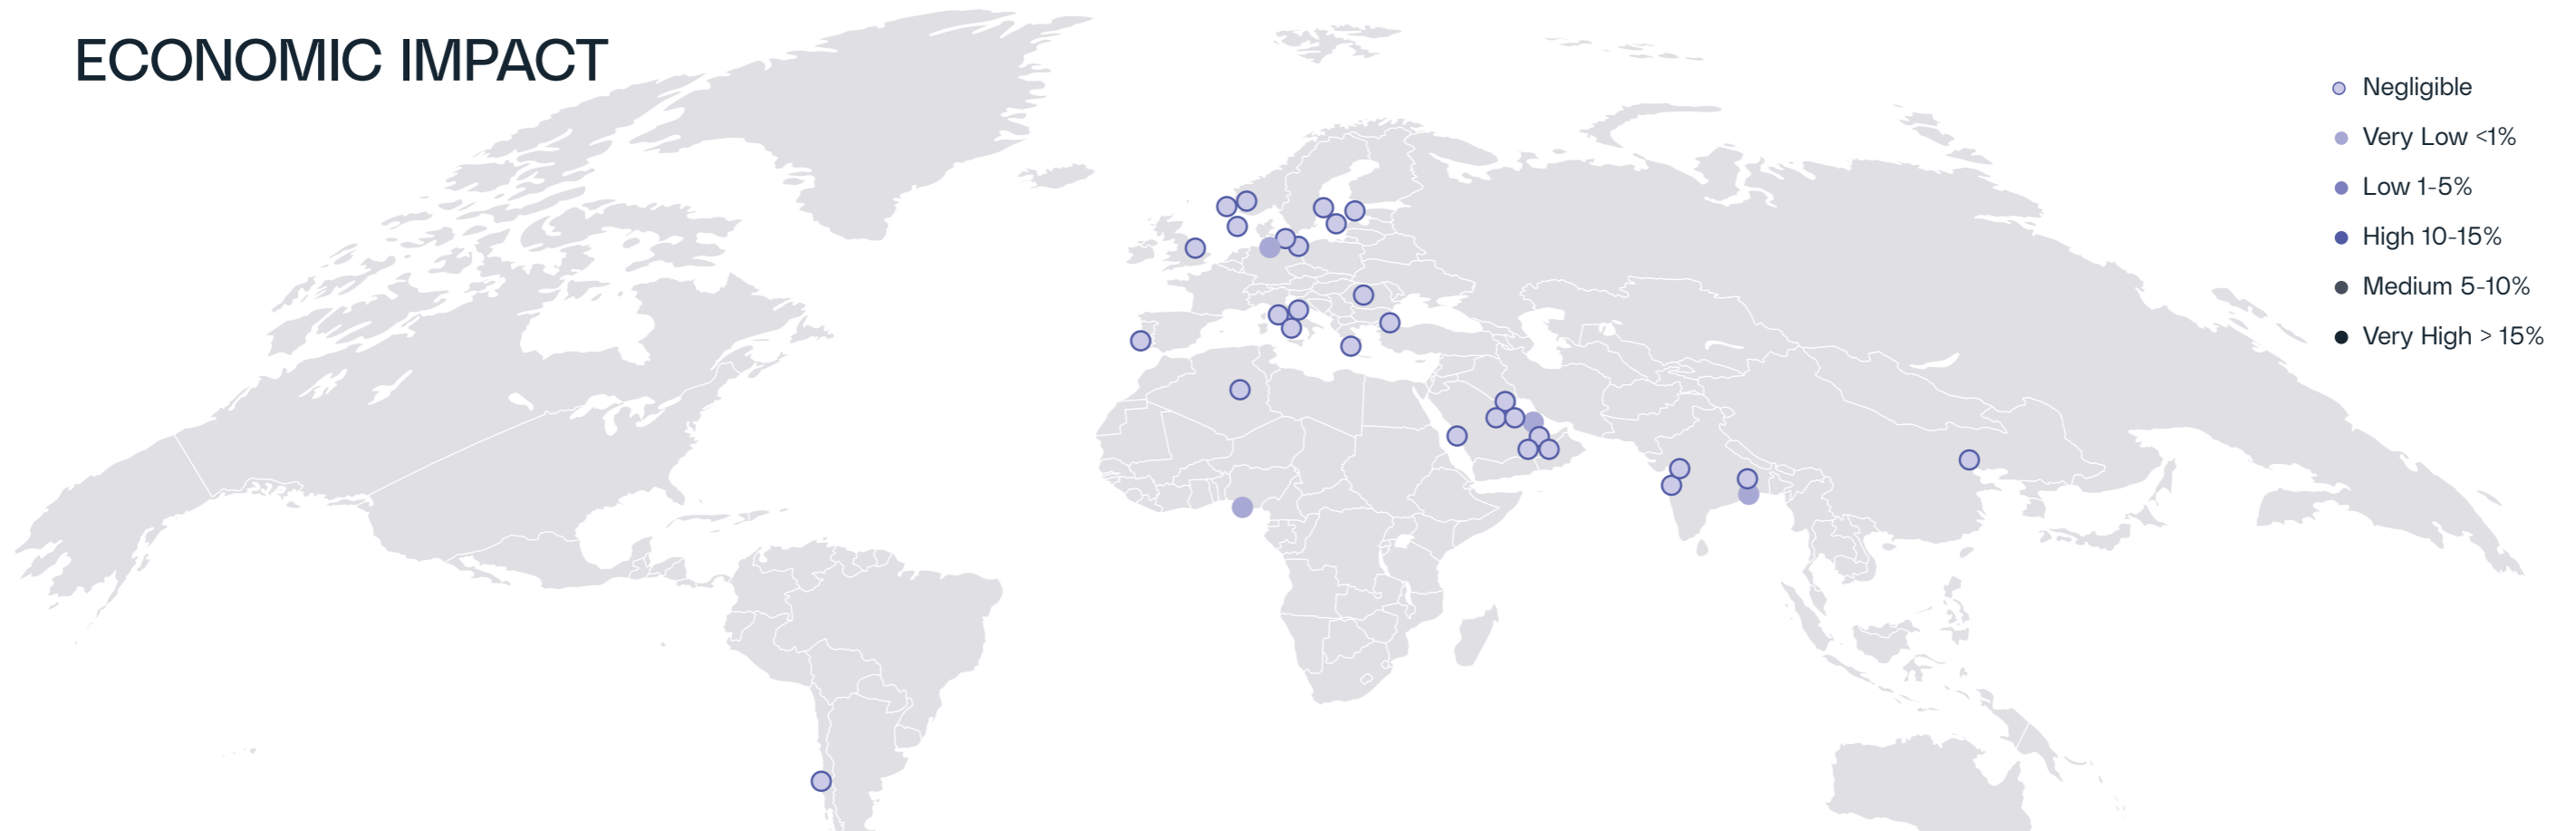 ECONOMIC IMPACT
Negligible
Very Low <1%
Low 1-5%
High 10-15%
Medium 5-10%
Very High > 15%